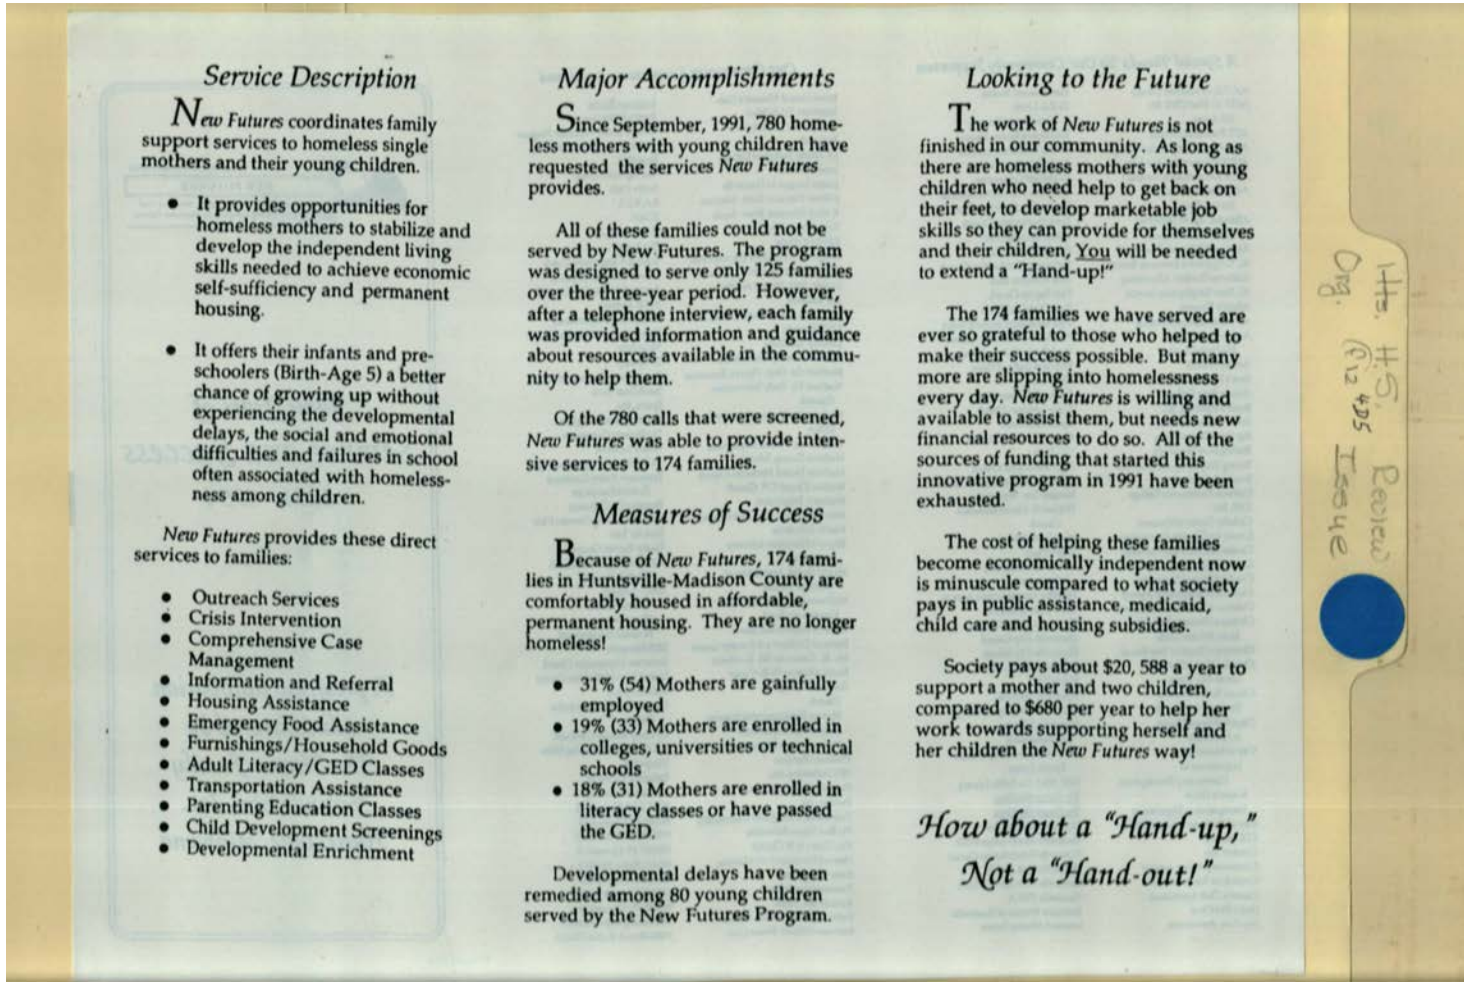 Service Description
New Futures coordinates family
support services to homeless single
mothers and their young children.
• It provides opportunities for
homeless mothers to stabilize and
develop the independent living
skills needed to achieve economic
self-sufficiency and permanent
housing.
• It offers their infants and pre-
schoolers (Birth-Age 5) a better
chance of growing up without
experiencing the developmental
delays, the social and emotional
difficulties and failures in school
often associated with homeless-
ness among children.
New Futures provides these direct
services to families:
• Outreach Services
• Crisis Intervention
• Comprehensive Case
Management
• Information and Referral
• Housing Assistance
• Emergency Food Assistance
• Furnishings/Household Goods
• Adult Literacy/GED Classes
• Transportation Assistance
• Parenting Education Classes
• Child Development Screenings
• Developmental Enrichment
Major Accomplishments
Since September, 1991, 780 home-
less mothers with young children have
requested the services New Futures
provides.
All of these families could not be
served by New Futures. The program
was designed to serve only 125 families
over the three-year period. However,
after a telephone interview, each family
was provided information and guidance
about resources available in the commu-
nity to help them.
Of the 780 calls that were screened,
New Futures was able to provide inten-
sive services to 174 families.
Measures of Success
Because of New Futures, 174 fami-
lies in Huntsville-Madison County are
comfortably housed in affordable,
permanent housing. They are no longer
homeless!
• 31% (54) Mothers are gainfully
employed
• 19% (33) Mothers are enrolled in
colleges, universities or technical
schools
• 18% (31) Mothers are enrolled in
literacy classes or have passed
the GED.
Developmental delays have been
remedied among 80 young children
served by the New Futures Program.
Looking to the Future
The work of New Futures is not
finished in our community. As long as
there are homeless mothers with young
children who need help to get back on
their feet, to develop marketable job
skills so they can provide for themselves
and their children, You will be needed
to extend a "Hand-up!"
The 174 families we have served are
ever so grateful to those who helped to
make their success possible. But many
more are slipping into homelessness
every day. New Futures is willing and
available to assist them, but needs new
financial resources to do so. All of the
sources of funding that started this
innovative program in 1991 have been
exhausted.
The cost of helping these families
become economically independent now
is minuscule compared to what society
pays in public assistance, medicaid,
child care and housing subsidies.
Society pays about $20, 588 a year to
support a mother and two children,
compared to $680 per year to help her
work towards supporting herself and
her children the New Futures way!
How about a "Hand-up,"
Not a "Hand-out!"
H.S. Review
Org. Issue